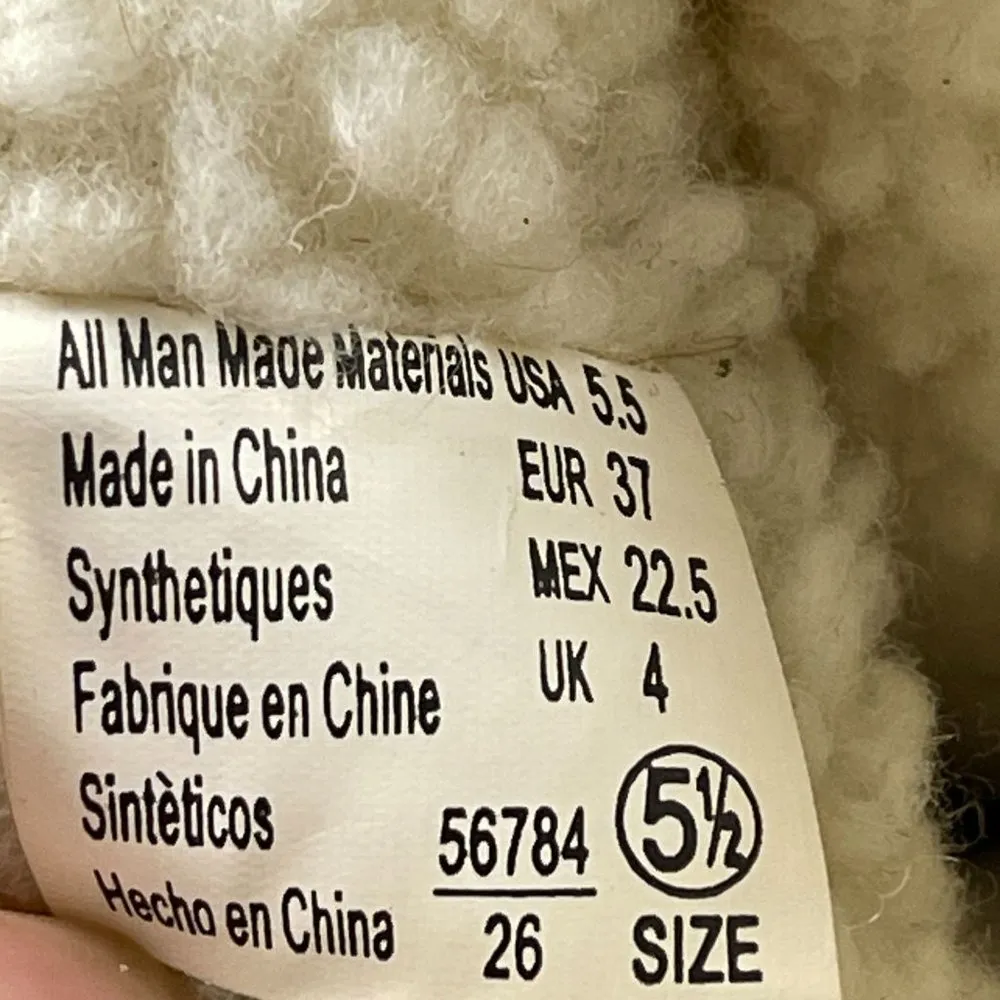 All Man Made Materials USA 5.5
Made in China EUR 37
Synthetiques MEX 22.5
Fabrique en Chine UK 4
Sintèticos 56784 5½
Hecho en China 26 SIZE